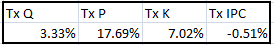 Tx Q Tx P Tx K Tx IPC
3.33% 17.69% 7.02% -0.51%